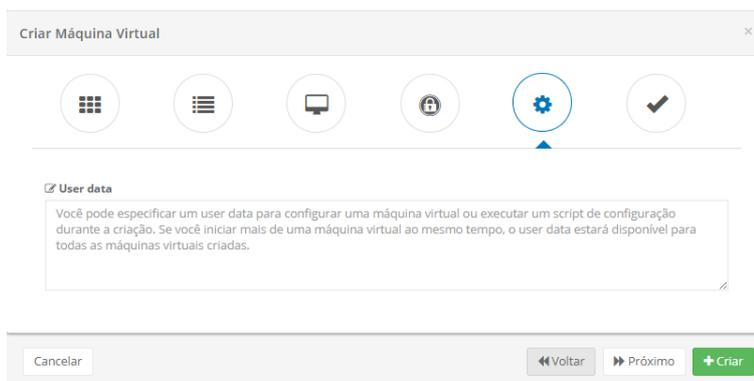 Criar Máquina Virtual
×
User data
Você pode especificar um user data para configurar uma máquina virtual ou executar um script de configuração
durante a criação. Se você iniciar mais de uma máquina virtual ao mesmo tempo, o user data estará disponível para
todas as máquinas virtuais criadas.
Cancelar
Voltar
Próximo
+ Criar